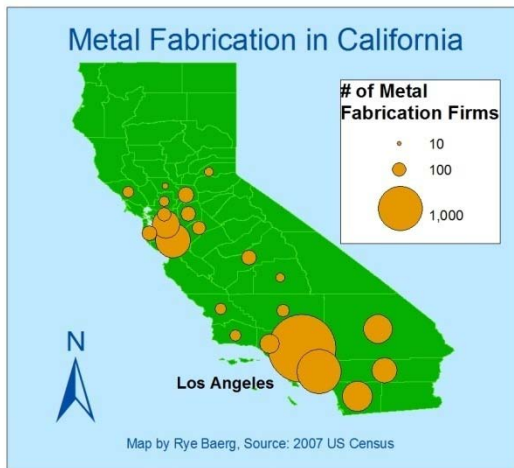 Metal Fabrication in California
# of Metal
Fabrication Firms
10
100
1,000
N
Los Angeles
Map by Rye Baerg, Source: 2007 US Census